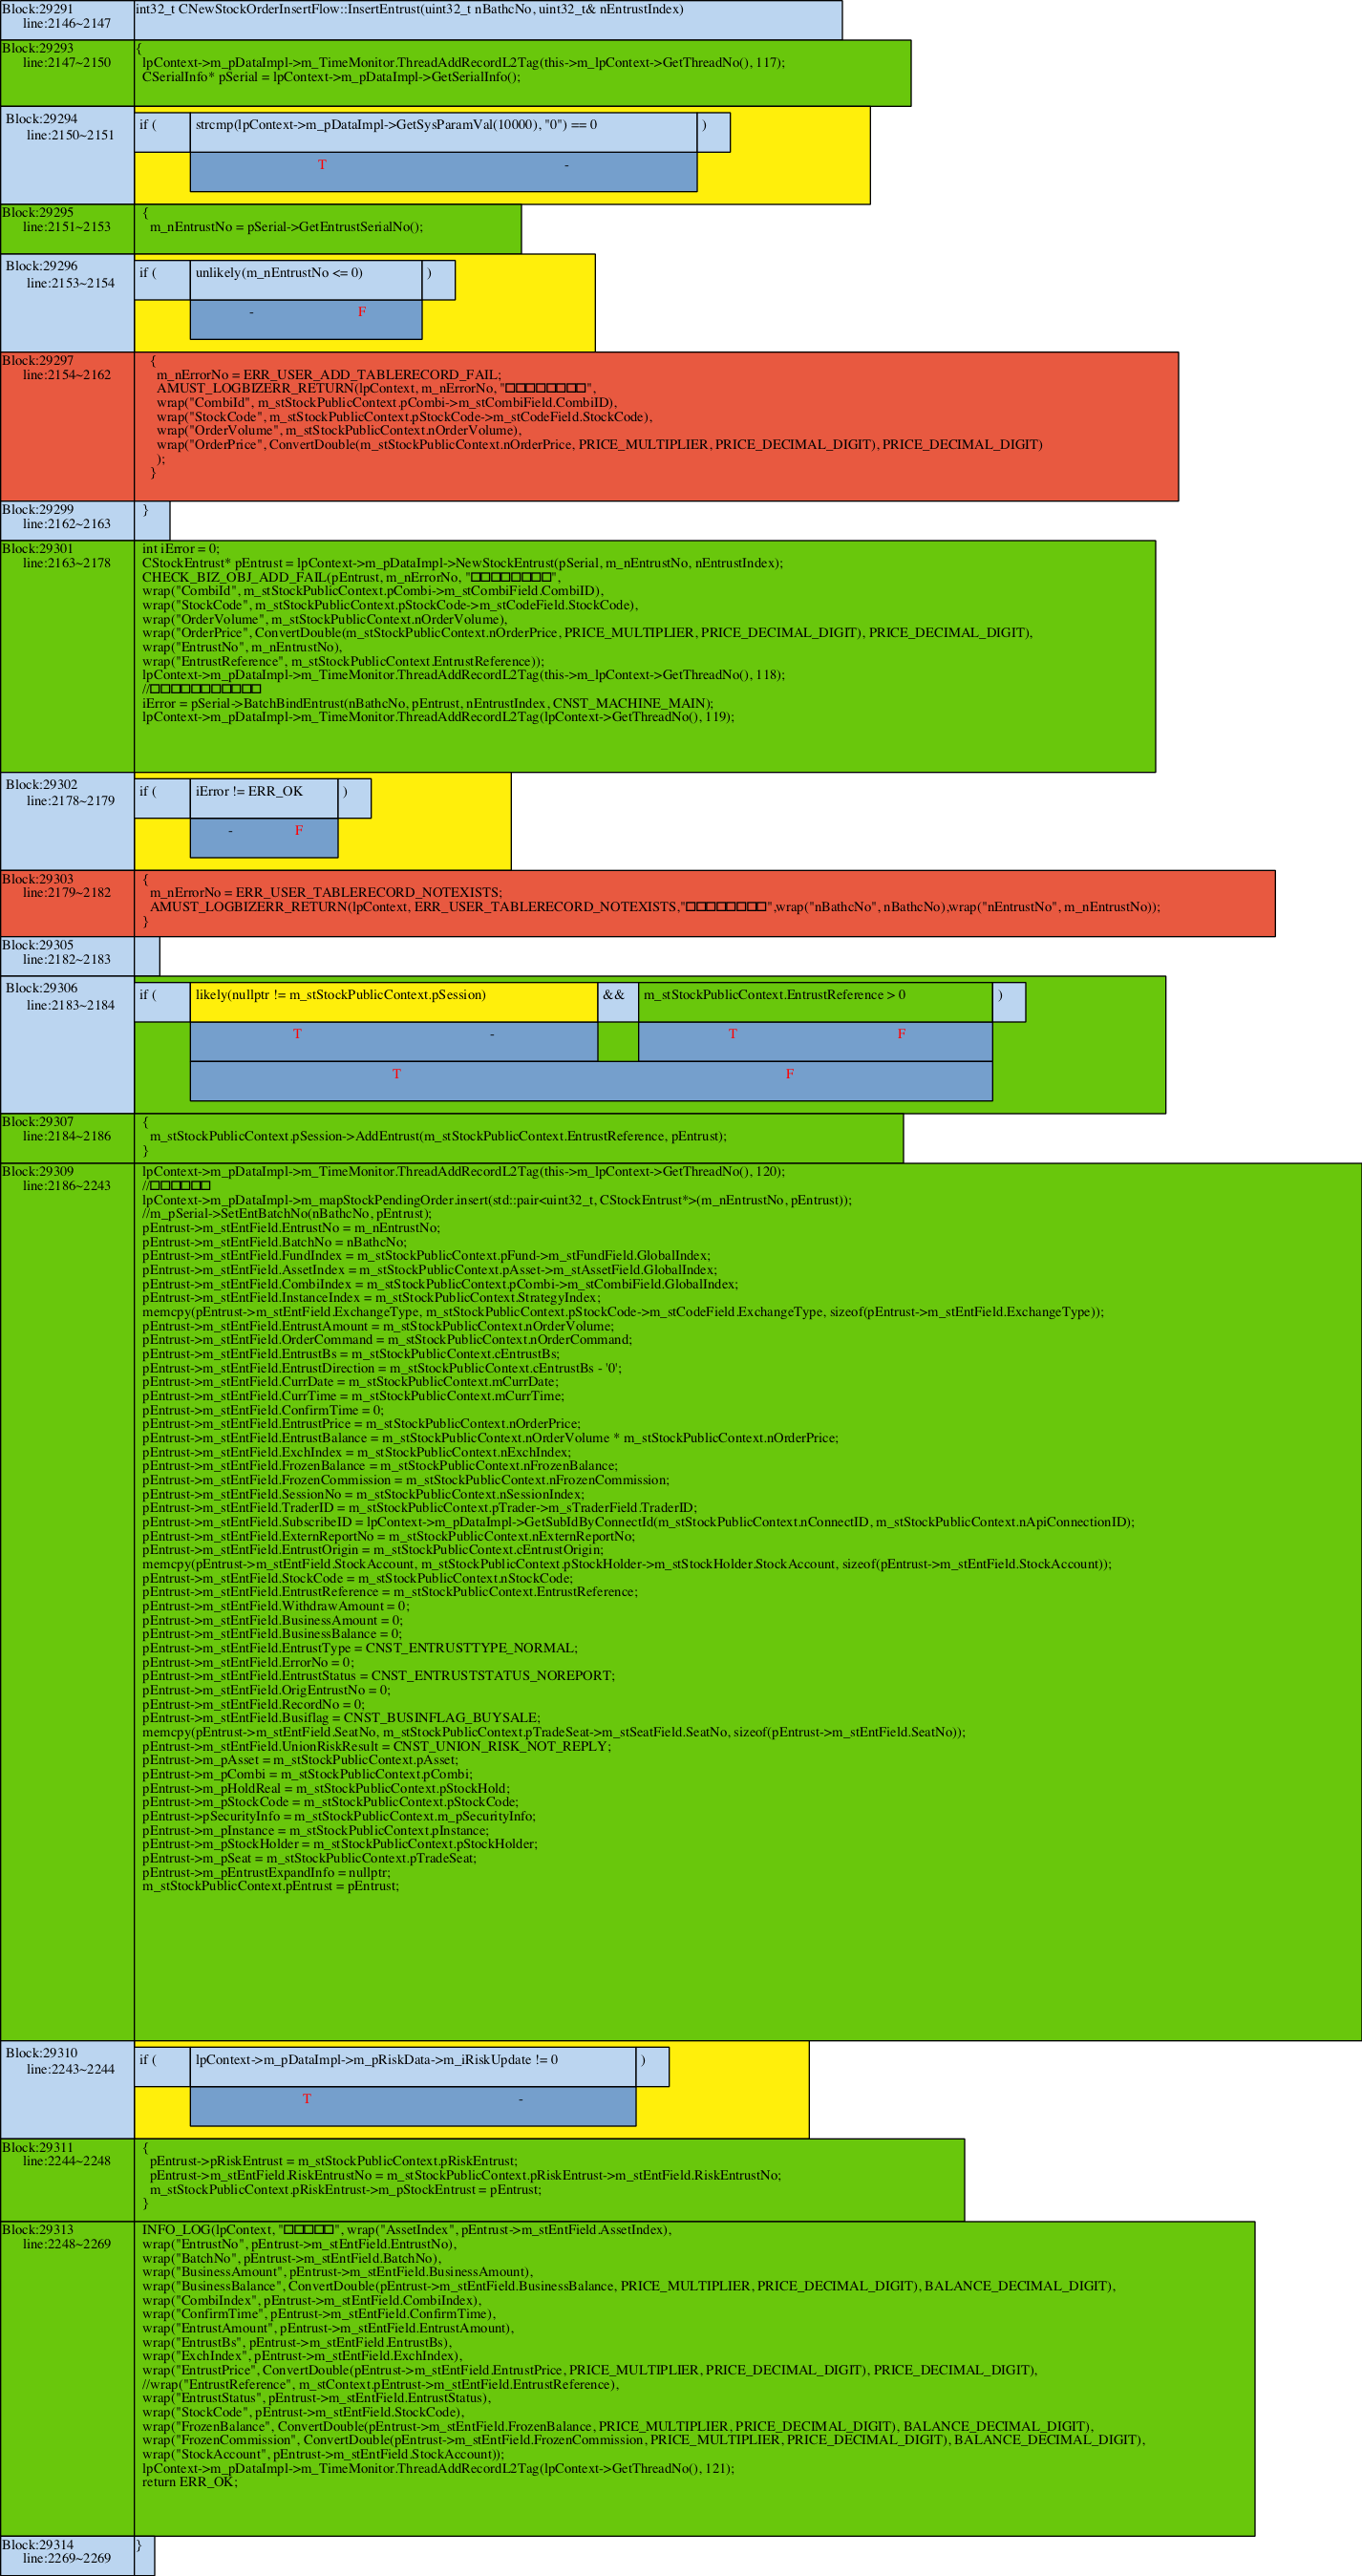 Block:29291
line:2146~2147
int32_t CNewStockOrderInsertFlow::InsertEntrust(uint32_t nBathcNo, uint32_t& nEntrustIndex)
Block:29293
line:2147~2150
{
lpContext->m_pDataImpl->m_TimeMonitor.ThreadAddRecordL2Tag(this->m_lpContext->GetThreadNo(), 117);
CSerialInfo* pSerial = lpContext->m_pDataImpl->GetSerialInfo();
Block:29294
line:2150~2151
if ( strcmp(lpContext->m_pDataImpl->GetSysParamVal(10000), "0") == 0 )
T -
Block:29295
line:2151~2153
{
m_nEntrustNo = pSerial->GetEntrustSerialNo();
Block:29296
line:2153~2154
if ( unlikely(m_nEntrustNo <= 0) )
- F
Block:29297
line:2154~2162
{
m_nErrorNo = ERR_USER_ADD_TABLERECORD_FAIL;
AMUST_LOGBIZERR_RETURN(lpContext, m_nErrorNo, "□□□□□□□□",
wrap("CombiId", m_stStockPublicContext.pCombi->m_stCombiField.CombiID),
wrap("StockCode", m_stStockPublicContext.pStockCode->m_stCodeField.StockCode),
wrap("OrderVolume", m_stStockPublicContext.nOrderVolume),
wrap("OrderPrice", ConvertDouble(m_stStockPublicContext.nOrderPrice, PRICE_MULTIPLIER, PRICE_DECIMAL_DIGIT), PRICE_DECIMAL_DIGIT)
);
}
Block:29299
line:2162~2163
}
Block:29301
line:2163~2178
int iError = 0;
CStockEntrust* pEntrust = lpContext->m_pDataImpl->NewStockEntrust(pSerial, m_nEntrustNo, nEntrustIndex);
CHECK_BIZ_OBJ_ADD_FAIL(pEntrust, m_nErrorNo, "□□□□□□□□",
wrap("CombiId", m_stStockPublicContext.pCombi->m_stCombiField.CombiID),
wrap("StockCode", m_stStockPublicContext.pStockCode->m_stCodeField.StockCode),
wrap("OrderVolume", m_stStockPublicContext.nOrderVolume),
wrap("OrderPrice", ConvertDouble(m_stStockPublicContext.nOrderPrice, PRICE_MULTIPLIER, PRICE_DECIMAL_DIGIT), PRICE_DECIMAL_DIGIT),
wrap("EntrustNo", m_nEntrustNo),
wrap("EntrustReference", m_stStockPublicContext.EntrustReference));
lpContext->m_pDataImpl->m_TimeMonitor.ThreadAddRecordL2Tag(this->m_lpContext->GetThreadNo(), 118);
//□□□□□□□□□□□
iError = pSerial->BatchBindEntrust(nBathcNo, pEntrust, nEntrustIndex, CNST_MACHINE_MAIN);
lpContext->m_pDataImpl->m_TimeMonitor.ThreadAddRecordL2Tag(lpContext->GetThreadNo(), 119);
Block:29302
line:2178~2179
if ( iError != ERR_OK )
- F
Block:29303
line:2179~2182
{
m_nErrorNo = ERR_USER_TABLERECORD_NOTEXISTS;
AMUST_LOGBIZERR_RETURN(lpContext, ERR_USER_TABLERECORD_NOTEXISTS,"□□□□□□□□",wrap("nBathcNo", nBathcNo),wrap("nEntrustNo", m_nEntrustNo));
}
Block:29305
line:2182~2183
Block:29306
line:2183~2184
if ( likely(nullptr != m_stStockPublicContext.pSession) && m_stStockPublicContext.EntrustReference > 0 )
T - T F
T F
Block:29307
line:2184~2186
{
m_stStockPublicContext.pSession->AddEntrust(m_stStockPublicContext.EntrustReference, pEntrust);
}
Block:29309
line:2186~2243
lpContext->m_pDataImpl->m_TimeMonitor.ThreadAddRecordL2Tag(this->m_lpContext->GetThreadNo(), 120);
//□□□□□□
lpContext->m_pDataImpl->m_mapStockPendingOrder.insert(std::pair<uint32_t, CStockEntrust*>(m_nEntrustNo, pEntrust));
//m_pSerial->SetEntBatchNo(nBathcNo, pEntrust);
pEntrust->m_stEntField.EntrustNo = m_nEntrustNo;
pEntrust->m_stEntField.BatchNo = nBathcNo;
pEntrust->m_stEntField.FundIndex = m_stStockPublicContext.pFund->m_stFundField.GlobalIndex;
pEntrust->m_stEntField.AssetIndex = m_stStockPublicContext.pAsset->m_stAssetField.GlobalIndex;
pEntrust->m_stEntField.CombiIndex = m_stStockPublicContext.pCombi->m_stCombiField.GlobalIndex;
pEntrust->m_stEntField.InstanceIndex = m_stStockPublicContext.StrategyIndex;
memcpy(pEntrust->m_stEntField.ExchangeType, m_stStockPublicContext.pStockCode->m_stCodeField.ExchangeType, sizeof(pEntrust->m_stEntField.ExchangeType));
pEntrust->m_stEntField.EntrustAmount = m_stStockPublicContext.nOrderVolume;
pEntrust->m_stEntField.OrderCommand = m_stStockPublicContext.nOrderCommand;
pEntrust->m_stEntField.EntrustBs = m_stStockPublicContext.cEntrustBs;
pEntrust->m_stEntField.EntrustDirection = m_stStockPublicContext.cEntrustBs - '0';
pEntrust->m_stEntField.CurrDate = m_stStockPublicContext.mCurrDate;
pEntrust->m_stEntField.CurrTime = m_stStockPublicContext.mCurrTime;
pEntrust->m_stEntField.ConfirmTime = 0;
pEntrust->m_stEntField.EntrustPrice = m_stStockPublicContext.nOrderPrice;
pEntrust->m_stEntField.EntrustBalance = m_stStockPublicContext.nOrderVolume * m_stStockPublicContext.nOrderPrice;
pEntrust->m_stEntField.ExchIndex = m_stStockPublicContext.nExchIndex;
pEntrust->m_stEntField.FrozenBalance = m_stStockPublicContext.nFrozenBalance;
pEntrust->m_stEntField.FrozenCommission = m_stStockPublicContext.nFrozenCommission;
pEntrust->m_stEntField.SessionNo = m_stStockPublicContext.nSessionIndex;
pEntrust->m_stEntField.TraderID = m_stStockPublicContext.pTrader->m_sTraderField.TraderID;
pEntrust->m_stEntField.SubscribeID = lpContext->m_pDataImpl->GetSubIdByConnectId(m_stStockPublicContext.nConnectID, m_stStockPublicContext.nApiConnectionID);
pEntrust->m_stEntField.ExternReportNo = m_stStockPublicContext.nExternReportNo;
pEntrust->m_stEntField.EntrustOrigin = m_stStockPublicContext.cEntrustOrigin;
memcpy(pEntrust->m_stEntField.StockAccount, m_stStockPublicContext.pStockHolder->m_stStockHolder.StockAccount, sizeof(pEntrust->m_stEntField.StockAccount));
pEntrust->m_stEntField.StockCode = m_stStockPublicContext.nStockCode;
pEntrust->m_stEntField.EntrustReference = m_stStockPublicContext.EntrustReference;
pEntrust->m_stEntField.WithdrawAmount = 0;
pEntrust->m_stEntField.BusinessAmount = 0;
pEntrust->m_stEntField.BusinessBalance = 0;
pEntrust->m_stEntField.EntrustType = CNST_ENTRUSTTYPE_NORMAL;
pEntrust->m_stEntField.ErrorNo = 0;
pEntrust->m_stEntField.EntrustStatus = CNST_ENTRUSTSTATUS_NOREPORT;
pEntrust->m_stEntField.OrigEntrustNo = 0;
pEntrust->m_stEntField.RecordNo = 0;
pEntrust->m_stEntField.Busiflag = CNST_BUSINFLAG_BUYSALE;
memcpy(pEntrust->m_stEntField.SeatNo, m_stStockPublicContext.pTradeSeat->m_stSeatField.SeatNo, sizeof(pEntrust->m_stEntField.SeatNo));
pEntrust->m_stEntField.UnionRiskResult = CNST_UNION_RISK_NOT_REPLY;
pEntrust->m_pAsset = m_stStockPublicContext.pAsset;
pEntrust->m_pCombi = m_stStockPublicContext.pCombi;
pEntrust->m_pHoldReal = m_stStockPublicContext.pStockHold;
pEntrust->m_pStockCode = m_stStockPublicContext.pStockCode;
pEntrust->pSecurityInfo = m_stStockPublicContext.m_pSecurityInfo;
pEntrust->m_pInstance = m_stStockPublicContext.pInstance;
pEntrust->m_pStockHolder = m_stStockPublicContext.pStockHolder;
pEntrust->m_pSeat = m_stStockPublicContext.pTradeSeat;
pEntrust->m_pEntrustExpandInfo = nullptr;
m_stStockPublicContext.pEntrust = pEntrust;
Block:29310
line:2243~2244
if ( lpContext->m_pDataImpl->m_pRiskData->m_iRiskUpdate != 0 )
T -
Block:29311
line:2244~2248
{
pEntrust->pRiskEntrust = m_stStockPublicContext.pRiskEntrust;
pEntrust->m_stEntField.RiskEntrustNo = m_stStockPublicContext.pRiskEntrust->m_stEntField.RiskEntrustNo;
m_stStockPublicContext.pRiskEntrust->m_pStockEntrust = pEntrust;
}
Block:29313
line:2248~2269
INFO_LOG(lpContext, "□□□□□", wrap("AssetIndex", pEntrust->m_stEntField.AssetIndex),
wrap("EntrustNo", pEntrust->m_stEntField.EntrustNo),
wrap("BatchNo", pEntrust->m_stEntField.BatchNo),
wrap("BusinessAmount", pEntrust->m_stEntField.BusinessAmount),
wrap("BusinessBalance", ConvertDouble(pEntrust->m_stEntField.BusinessBalance, PRICE_MULTIPLIER, PRICE_DECIMAL_DIGIT), BALANCE_DECIMAL_DIGIT),
wrap("CombiIndex", pEntrust->m_stEntField.CombiIndex),
wrap("ConfirmTime", pEntrust->m_stEntField.ConfirmTime),
wrap("EntrustAmount", pEntrust->m_stEntField.EntrustAmount),
wrap("EntrustBs", pEntrust->m_stEntField.EntrustBs),
wrap("ExchIndex", pEntrust->m_stEntField.ExchIndex),
wrap("EntrustPrice", ConvertDouble(pEntrust->m_stEntField.EntrustPrice, PRICE_MULTIPLIER, PRICE_DECIMAL_DIGIT), PRICE_DECIMAL_DIGIT),
//wrap("EntrustReference", m_stContext.pEntrust->m_stEntField.EntrustReference),
wrap("EntrustStatus", pEntrust->m_stEntField.EntrustStatus),
wrap("StockCode", pEntrust->m_stEntField.StockCode),
wrap("FrozenBalance", ConvertDouble(pEntrust->m_stEntField.FrozenBalance, PRICE_MULTIPLIER, PRICE_DECIMAL_DIGIT), BALANCE_DECIMAL_DIGIT),
wrap("FrozenCommission", ConvertDouble(pEntrust->m_stEntField.FrozenCommission, PRICE_MULTIPLIER, PRICE_DECIMAL_DIGIT), BALANCE_DECIMAL_DIGIT),
wrap("StockAccount", pEntrust->m_stEntField.StockAccount));
lpContext->m_pDataImpl->m_TimeMonitor.ThreadAddRecordL2Tag(lpContext->GetThreadNo(), 121);
return ERR_OK;
Block:29314
line:2269~2269
}